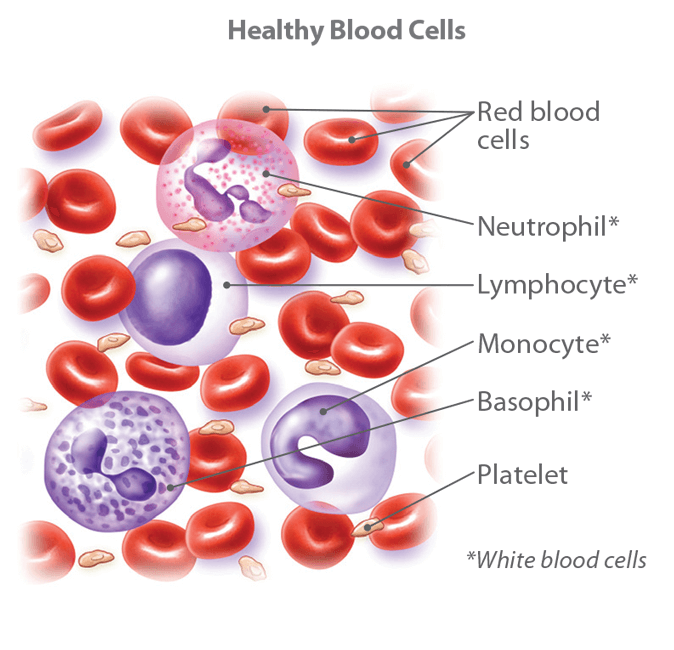 Healthy Blood Cells
Red blood
cells
Neutrophil*
Lymphocyte*
Monocyte*
Basophil*
Platelet
*White blood cells